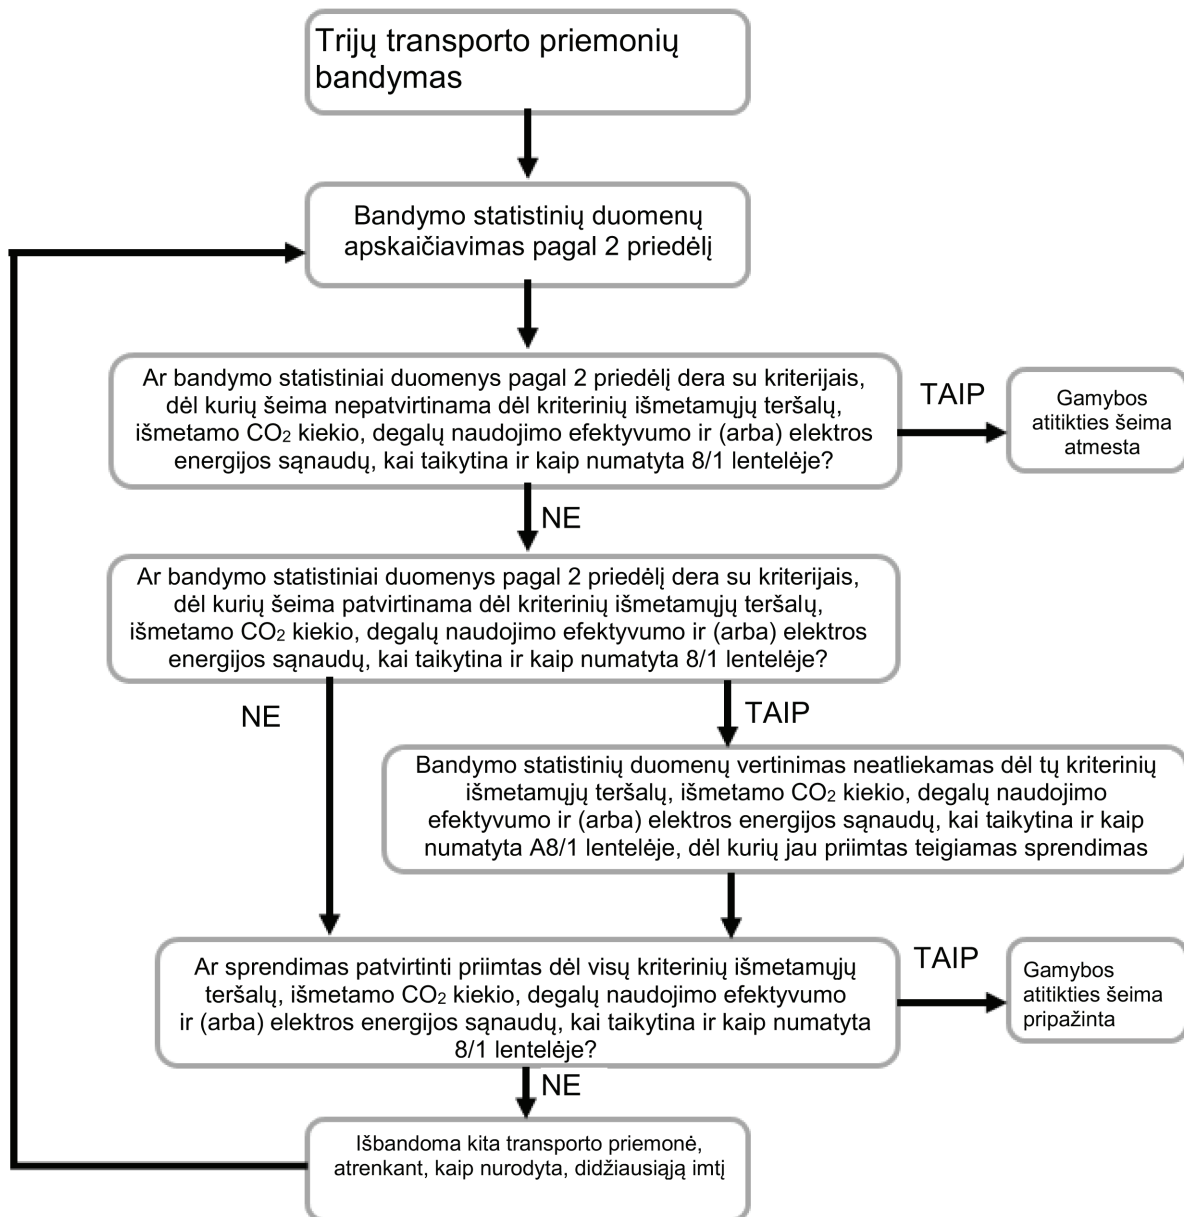 Trijų transporto priemonių
bandymas
Bandymo statistinių duomenų
apskaičiavimas pagal 2 priedėlį
Ar bandymo statistiniai duomenys pagal 2 priedėlį dera su kriterijais,
dėl kurių šeima nepatvirtinama dėl kriterinių išmetamųjų teršalų,
išmetamo CO₂ kiekio, degalų naudojimo efektyvumo ir (arba) elektros
energijos sąnaudų, kai taikytina ir kaip numatyta 8/1 lentelėje?
TAIP
Gamybos
atitikties šeima
atmesta
NE
Ar bandymo statistiniai duomenys pagal 2 priedėlį dera su kriterijais,
dėl kurių šeima patvirtinama dėl kriterinių išmetamųjų teršalų,
išmetamo CO₂ kiekio, degalų naudojimo efektyvumo ir (arba) elektros
energijos sąnaudų, kai taikytina ir kaip numatyta 8/1 lentelėje?
NE
TAIP
Bandymo statistinių duomenų vertinimas neatliekamas dėl tų kriterinių
išmetamųjų teršalų, išmetamo CO₂ kiekio, degalų naudojimo
efektyvumo ir (arba) elektros energijos sąnaudų, kai taikytina ir kaip
numatyta A8/1 lentelėje, dėl kurių jau priimtas teigiamas sprendimas
Ar sprendimas patvirtinti priimtas dėl visų kriterinių išmetamųjų
teršalų, išmetamo CO₂ kiekio, degalų naudojimo efektyvumo
ir (arba) elektros energijos sąnaudų, kai taikytina ir kaip numatyta
8/1 lentelėje?
TAIP
Gamybos
atitikties šeima
pripažinta
NE
Išbandoma kita transporto priemonė,
atrenkant, kaip nurodyta, didžiausiąją imtį